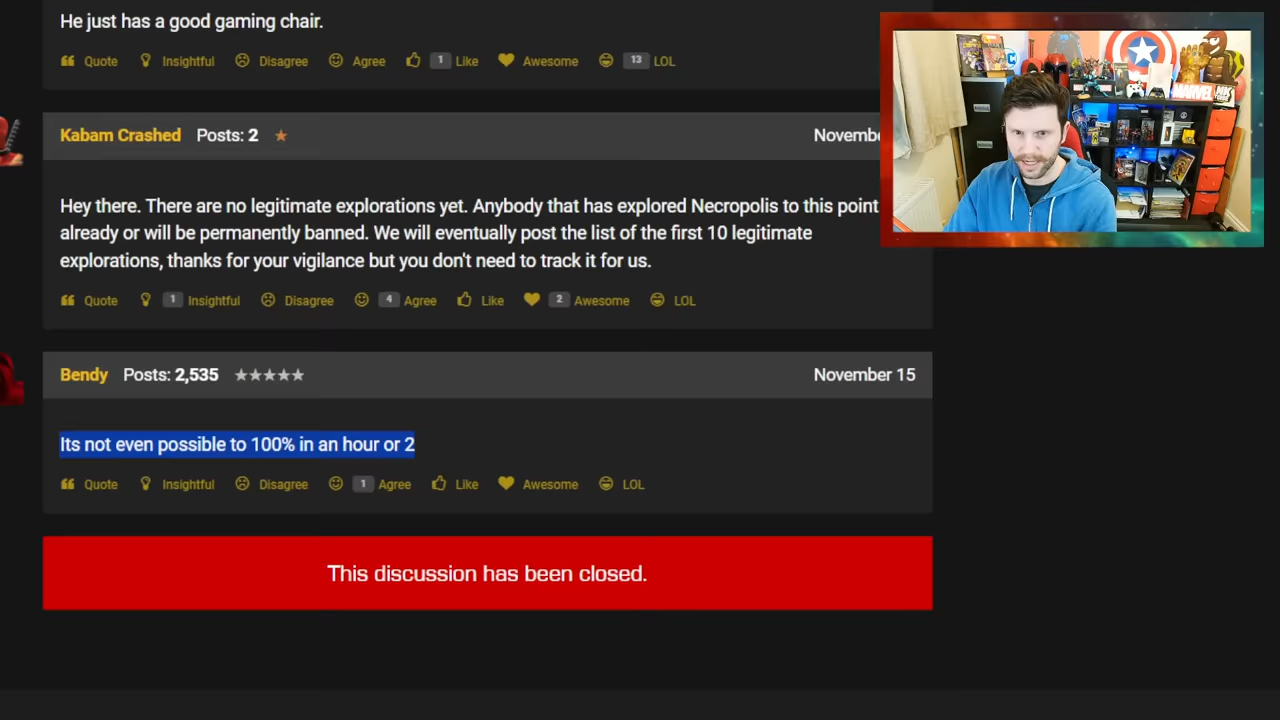 He just has a good gaming chair.
Quote Insightful Disagree Agree 1 Like Awesome 13 LOL
Kabam Crashed Posts: 2 Novembe
Hey there. There are no legitimate explorations yet. Anybody that has explored Necropolis to this point
already or will be permanently banned. We will eventually post the list of the first 10 legitimate
explorations, thanks for your vigilance but you don't need to track it for us.
Quote 1 Insightful Disagree 4 Agree Like 2 Awesome LOL
Bendy Posts: 2,535 November 15
Its not even possible to 100% in an hour or 2
Quote Insightful Disagree 1 Agree Like Awesome LOL
This discussion has been closed.
MARVEL